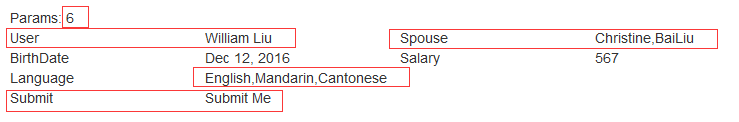 Params:6
User William Liu Spouse Christine,BaiLiu
BirthDate Dec 12, 2016 Salary 567
Language English,Mandarin,Cantonese
Submit Submit Me